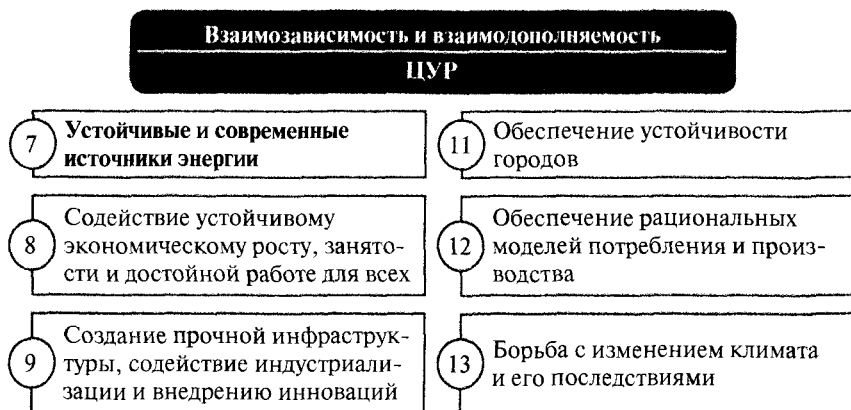 Взаимозависимость и взаимодополняемость
ЦУР
7
Устойчивые и современные
источники энергии
8
Содействие устойчивому
экономическому росту, занято-
сти и достойной работе для всех
9
Создание прочной инфраструк-
туры, содействие индустриали-
зации и внедрению инноваций
11
Обеспечение устойчивости
городов
12
Обеспечение рациональных
моделей потребления и произ-
водства
13
Борьба с изменением климата
и его последствиями